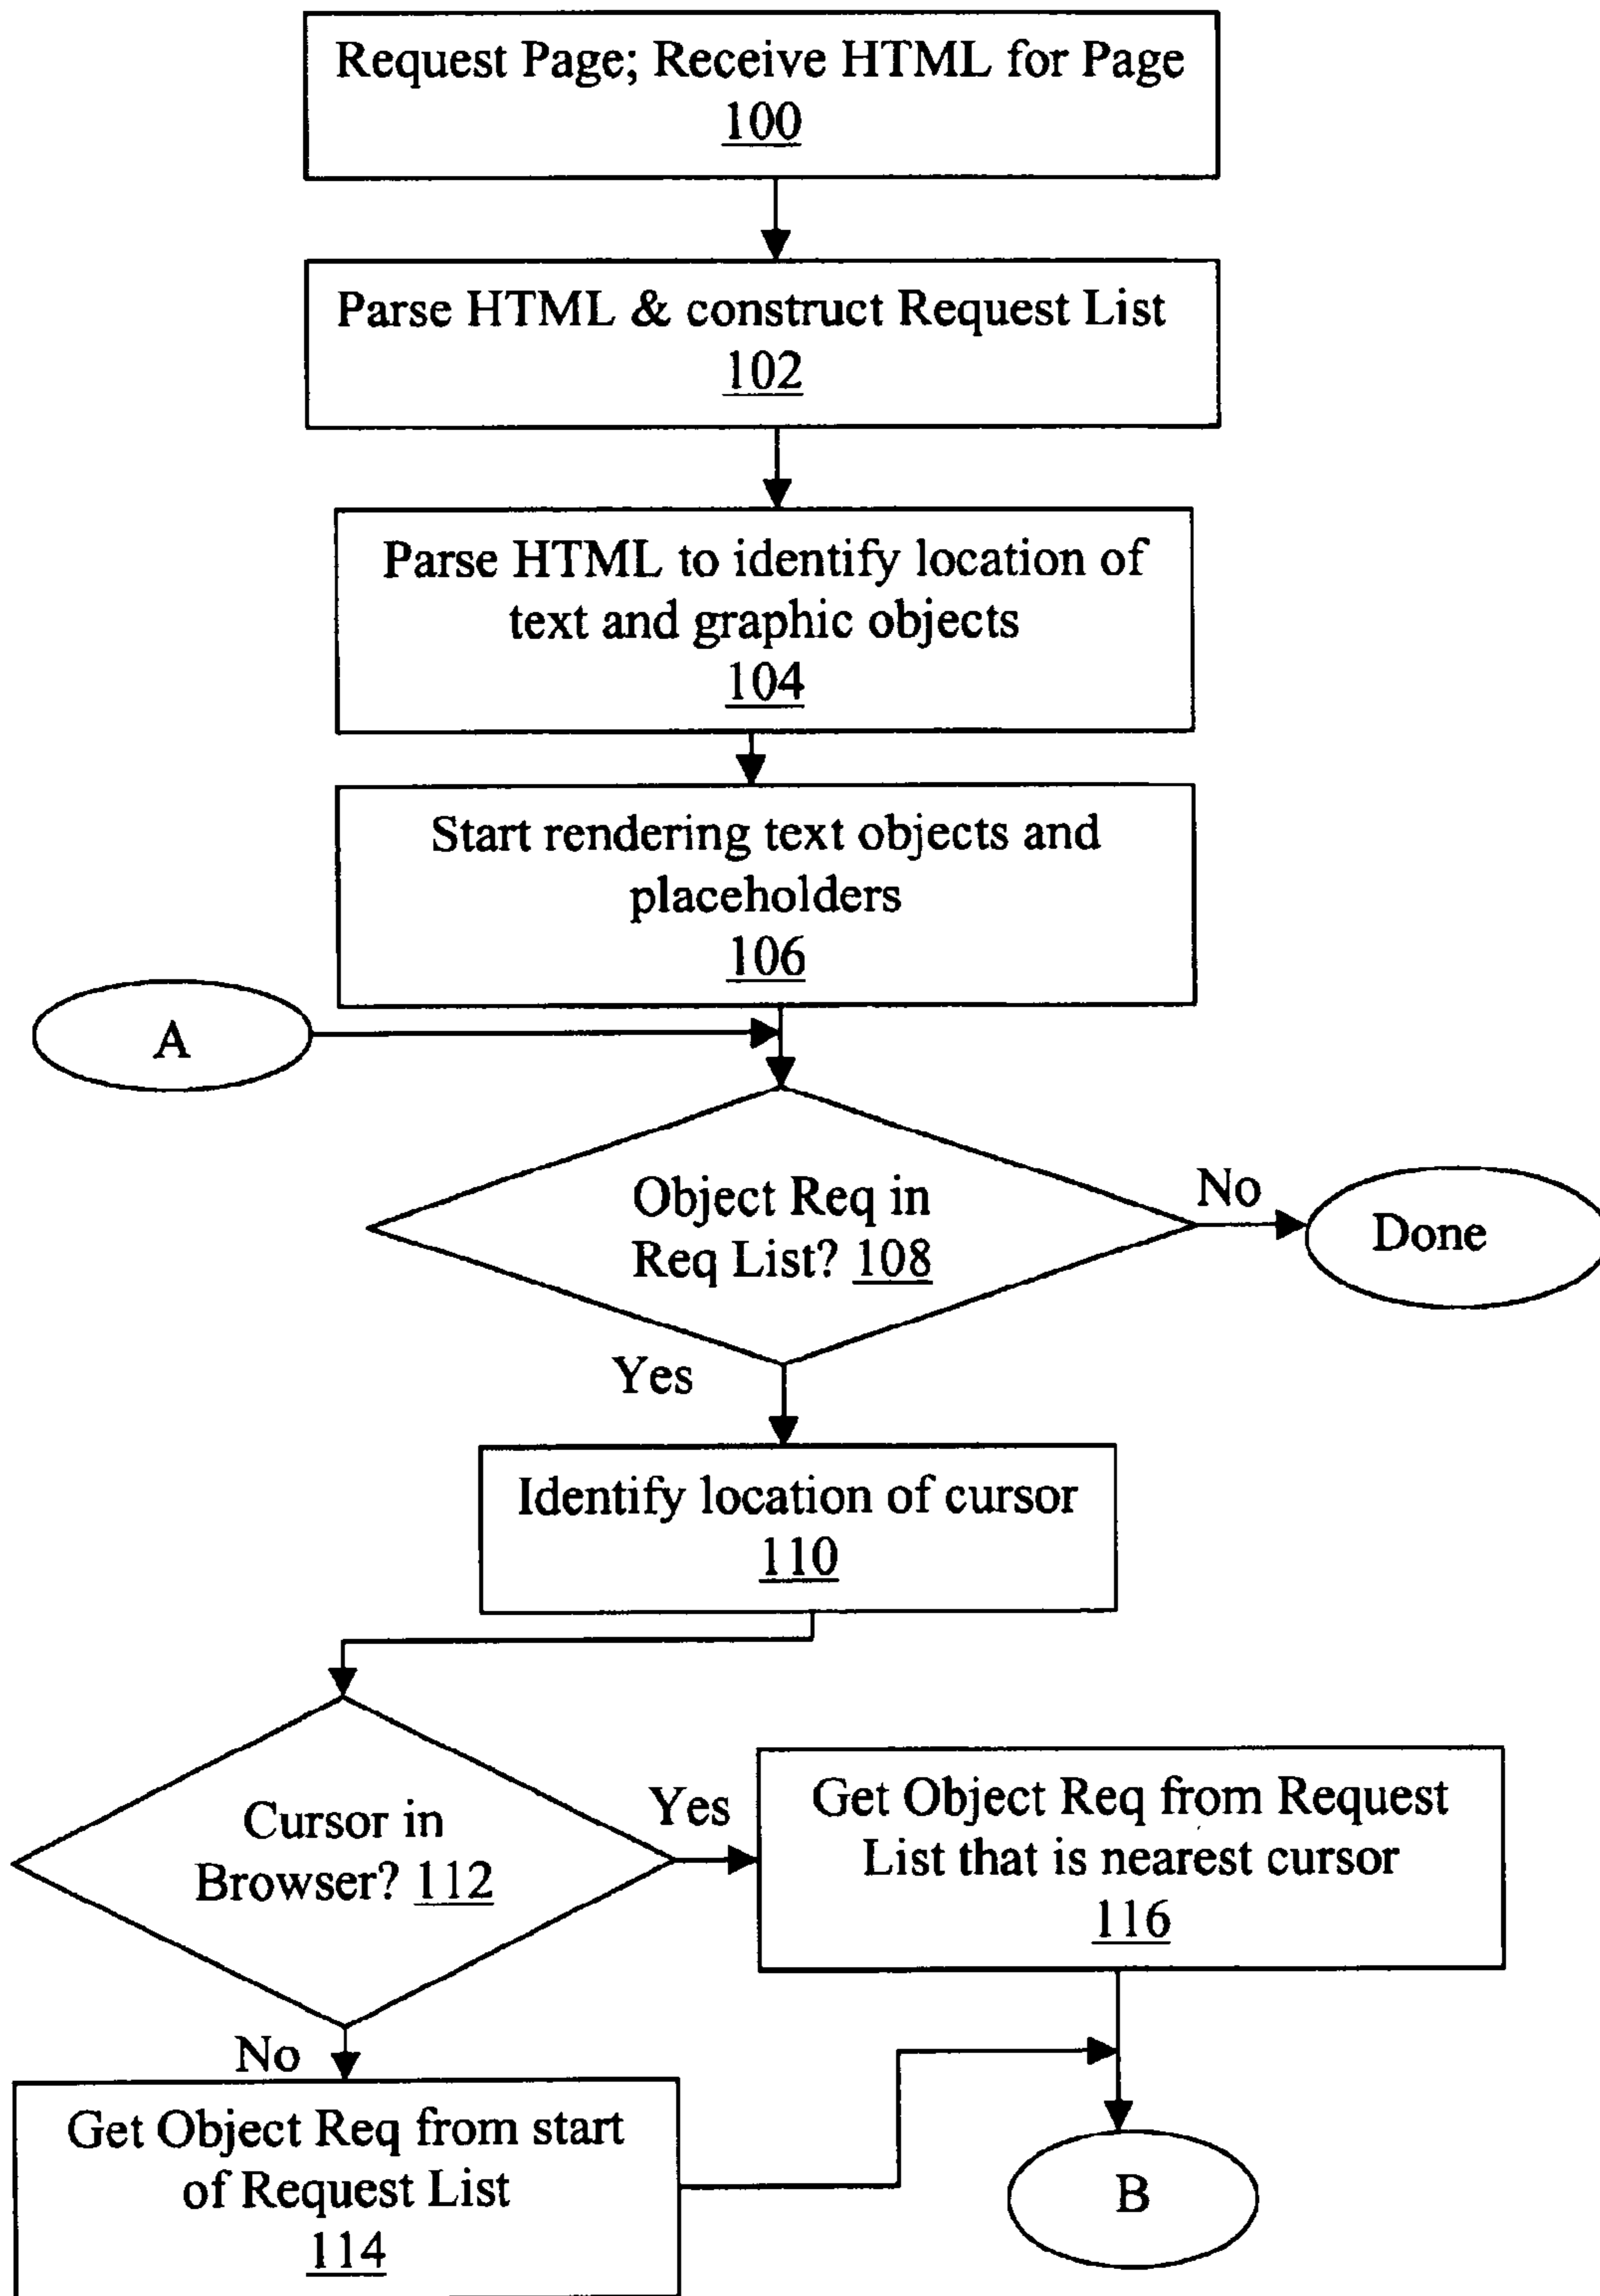 Request Page; Receive HTML for Page
100
Parse HTML & construct Request List
102
Parse HTML to identify location of
text and graphic objects
104
Start rendering text objects and
placeholders
106
A
Object Req in
Req List? 108
No
Done
Yes
Identify location of cursor
110
Cursor in
Browser? 112
Yes
Get Object Req from Request
List that is nearest cursor
116
No
Get Object Req from start
of Request List
114
B